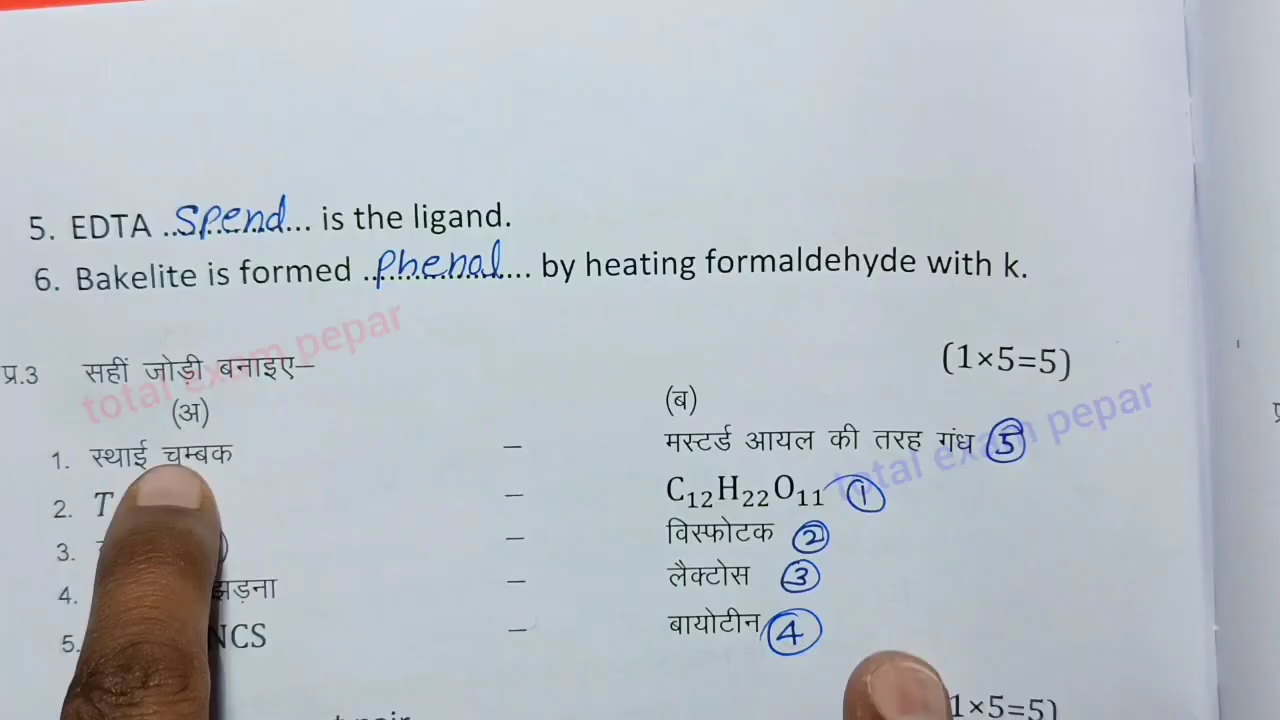 5. EDTA ..spend... is the ligand.
6. Bakelite is formed ..phenal... by heating formaldehyde with k.
total exam pepar
प्र.3 सहीं जोड़ी बनाइए– (1×5=5)
(अ) (ब)
1. स्थाई चुम्बक – मस्टर्ड आयल की तरह गंध 5
total exam pepar
2. T – C₁₂H₂₂O₁₁ 1
3. – विस्फोटक 2
4. झड़ना – लैक्टोस 3
5. NCS – बायोटीन 4
1×5=5)